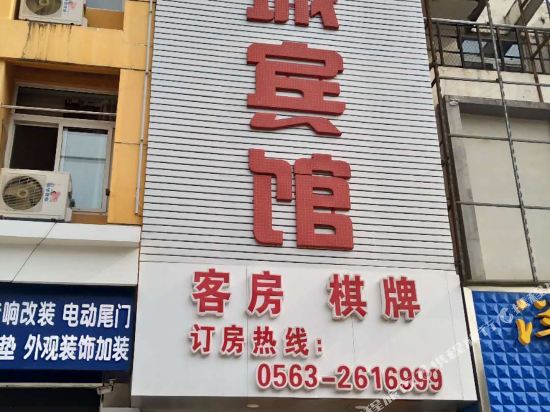 宾
馆
客房 棋牌
订房热线：
0563-2616999
响改装 电动尾门
垫 外观装饰加装